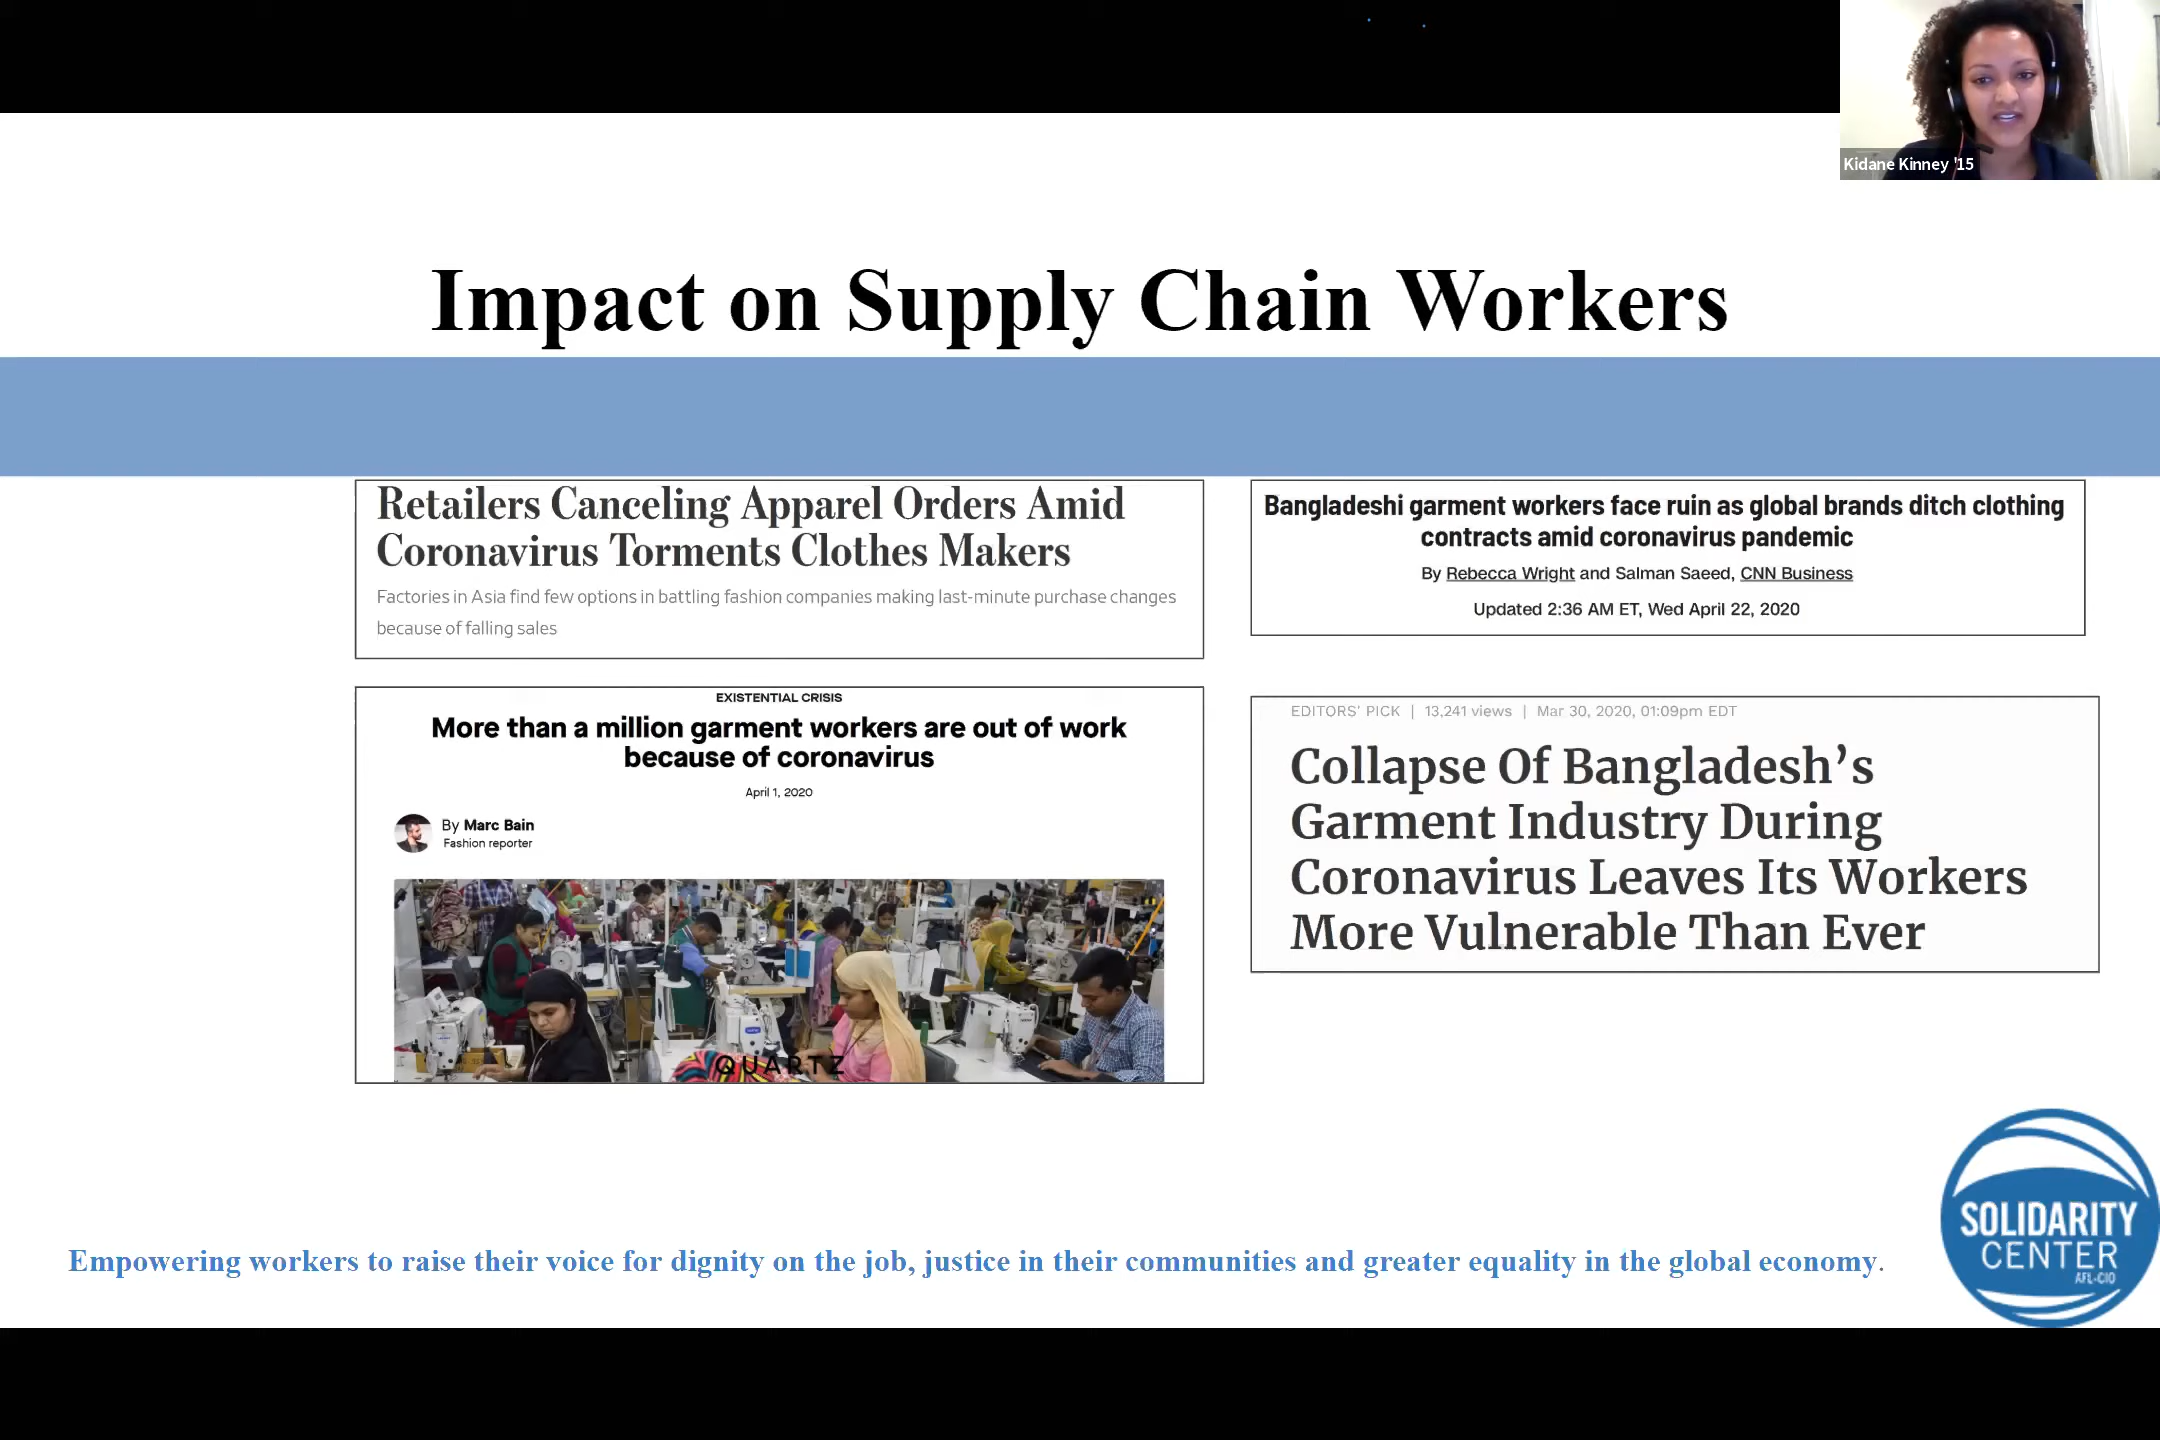 Kidane Kinney '15
Impact on Supply Chain Workers
Retailers Canceling Apparel Orders Amid
Coronavirus Torments Clothes Makers
Factories in Asia find few options in battling fashion companies making last-minute purchase changes
because of falling sales
Bangladeshi garment workers face ruin as global brands ditch clothing
contracts amid coronavirus pandemic
By Rebecca Wright and Salman Saeed, CNN Business
Updated 2:36 AM ET, Wed April 22, 2020
EXISTENTIAL CRISIS
More than a million garment workers are out of work
because of coronavirus
April 1, 2020
By Marc Bain
Fashion reporter
QUARTZ
EDITORS' PICK | 13,241 views | Mar 30, 2020, 01:09pm EDT
Collapse Of Bangladesh’s
Garment Industry During
Coronavirus Leaves Its Workers
More Vulnerable Than Ever
Empowering workers to raise their voice for dignity on the job, justice in their communities and greater equality in the global economy.
SOLIDARITY
CENTER
AFL-CIO